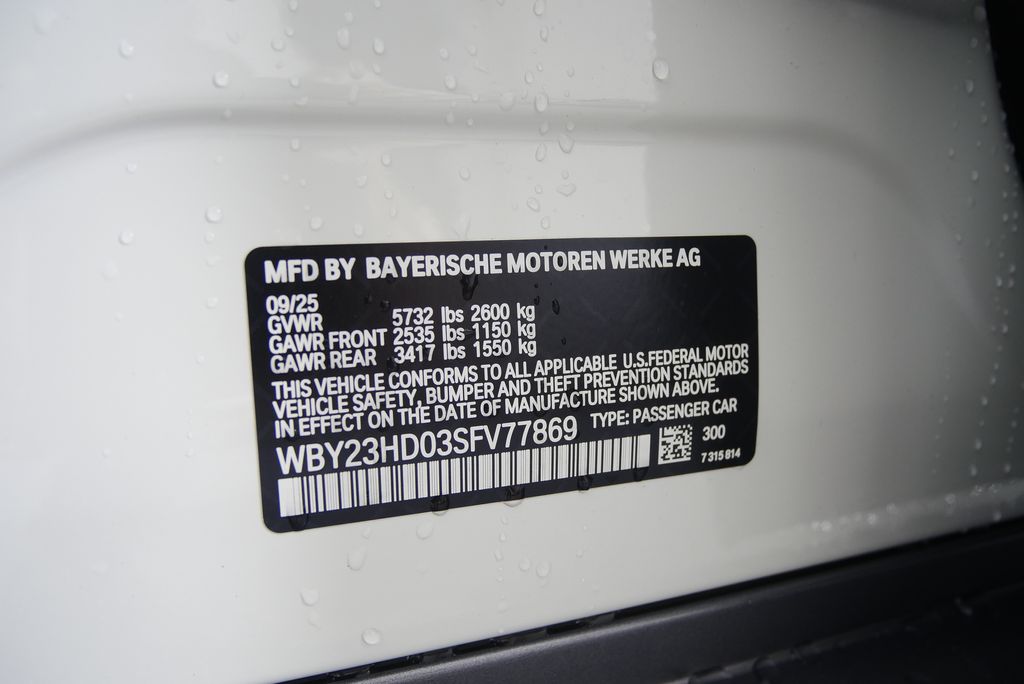 MFD BY BAYERISCHE MOTOREN WERKE AG
09/25
GVWR 5732 lbs 2600 kg
GAWR FRONT 2535 lbs 1150 kg
GAWR REAR 3417 lbs 1550 kg
THIS VEHICLE CONFORMS TO ALL APPLICABLE U.S.FEDERAL MOTOR
VEHICLE SAFETY, BUMPER AND THEFT PREVENTION STANDARDS
IN EFFECT ON THE DATE OF MANUFACTURE SHOWN ABOVE.
WBY23HD03SFV77869 TYPE: PASSENGER CAR
300
7 315 814